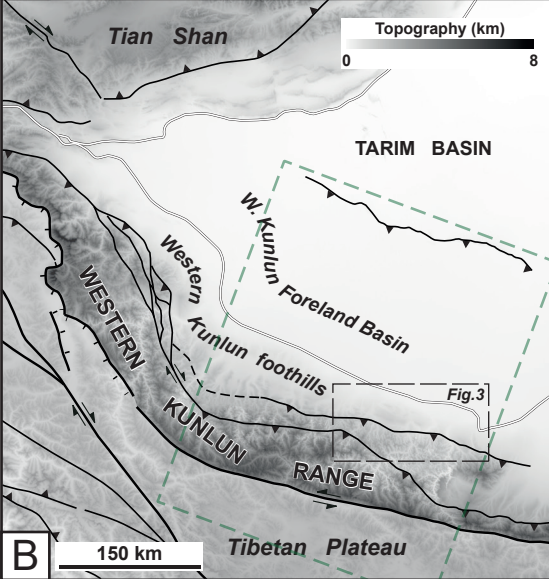 Tian Shan
Topography (km)
0 8
TARIM BASIN
W. Kunlun
Foreland Basin
Western
Kunlun foothills
WESTERN
KUNLUN
RANGE
Fig.3
B
150 km
Tibetan Plateau